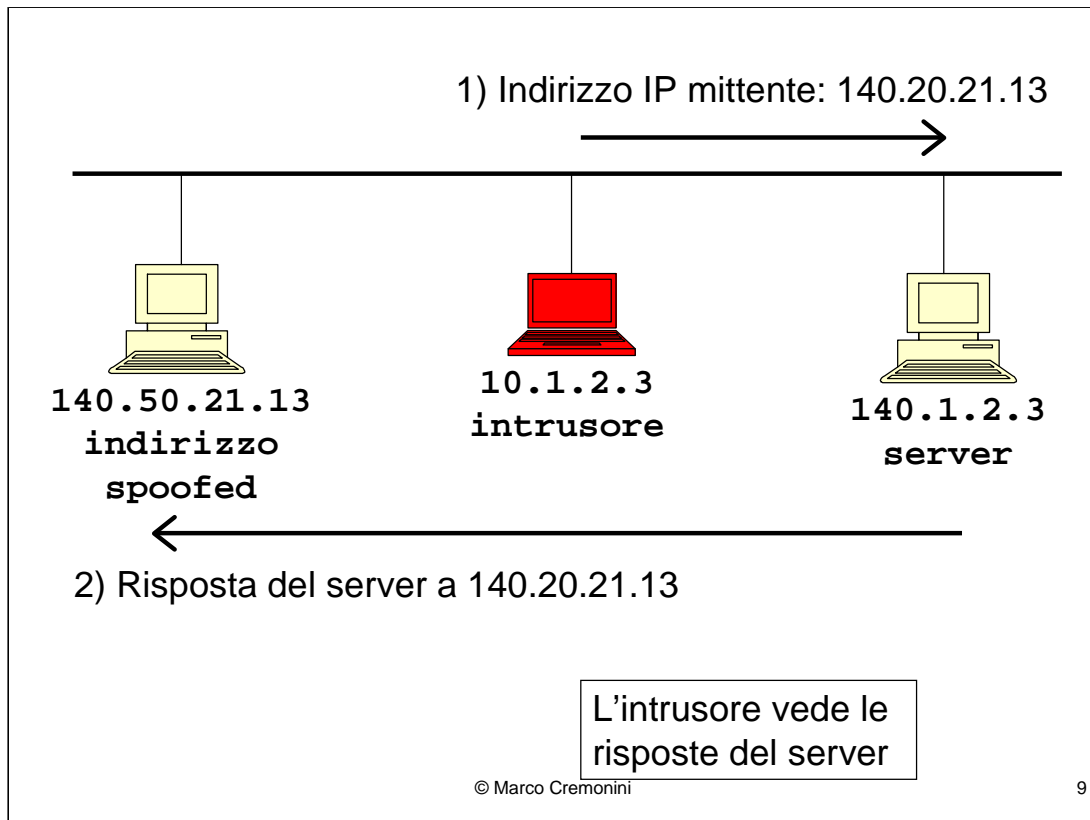 1) Indirizzo IP mittente: 140.20.21.13
140.50.21.13
indirizzo
spoofed
10.1.2.3
intrusore
140.1.2.3
server
2) Risposta del server a 140.20.21.13
L'intrusore vede le
risposte del server
© Marco Cremonini
9